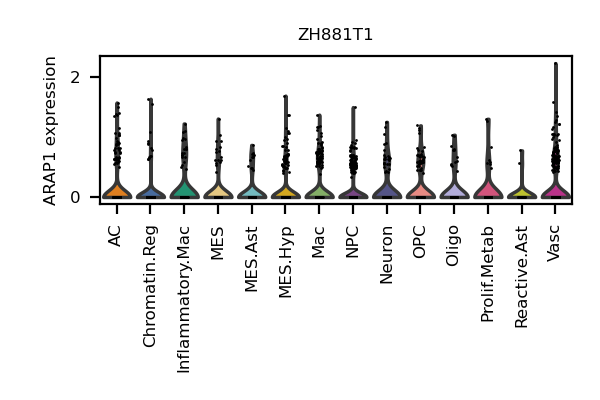 ZH881T1
ARAP1 expression
2
0
AC
Chromatin.Reg
Inflammatory.Mac
MES
MES.Ast
MES.Hyp
Mac
NPC
Neuron
OPC
Oligo
Prolif.Metab
Reactive.Ast
Vasc